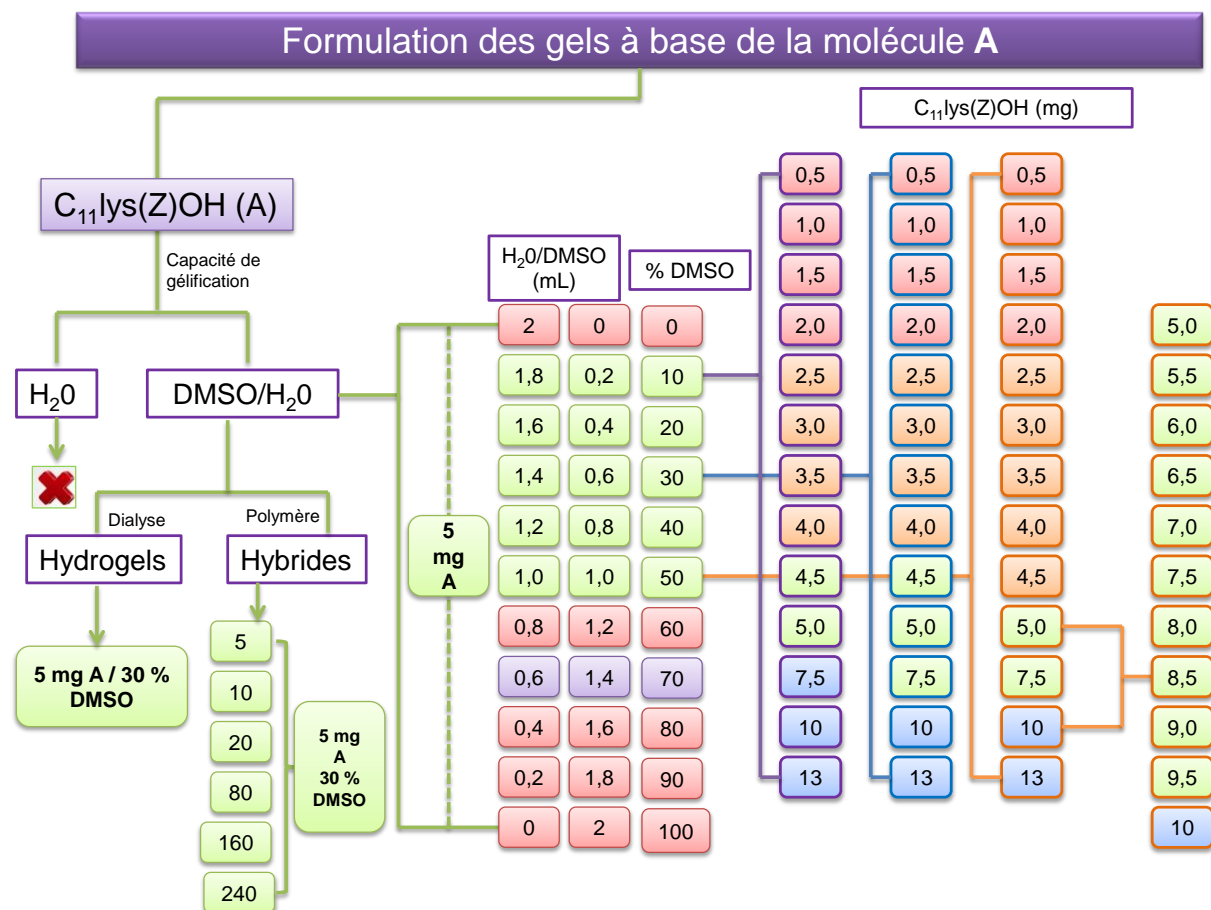 Formulation des gels à base de la molécule A
C₁₁lys(Z)OH (mg)
C₁₁lys(Z)OH (A)
Capacité de
gélification
H₂0
DMSO/H₂0
Dialyse
Polymère
Hydrogels
Hybrides
5 mg A / 30 %
DMSO
5
10
20
80
160
240
5 mg
A
30 %
DMSO
5
mg
A
H₂0/DMSO
(mL)
% DMSO
2 0 0
1,8 0,2 10
1,6 0,4 20
1,4 0,6 30
1,2 0,8 40
1,0 1,0 50
0,8 1,2 60
0,6 1,4 70
0,4 1,6 80
0,2 1,8 90
0 2 100
0,5 0,5 0,5
1,0 1,0 1,0
1,5 1,5 1,5
2,0 2,0 2,0
2,5 2,5 2,5
3,0 3,0 3,0
3,5 3,5 3,5
4,0 4,0 4,0
4,5 4,5 4,5
5,0 5,0 5,0
7,5 7,5 7,5
10 10 10
13 13 13
5,0
5,5
6,0
6,5
7,0
7,5
8,0
8,5
9,0
9,5
10